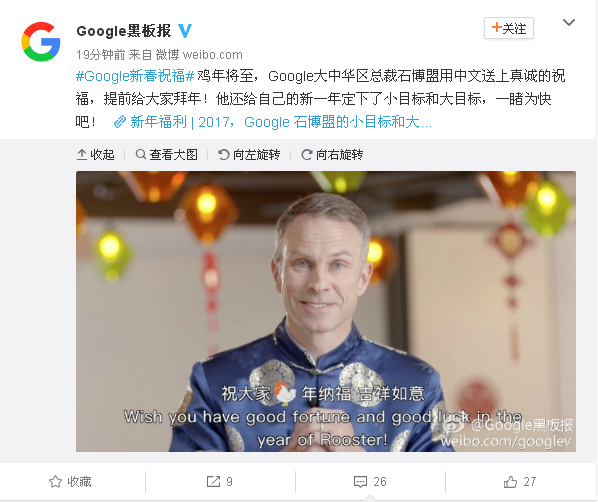 Google黑板报 V
+关注
19分钟前 来自 微博 weibo.com
#Google新春祝福# 鸡年将至，Google大中华区总裁石博盟用中文送上真诚的祝
福，提前给大家拜年！他还给自己的新一年定下了小目标和大目标，一睹为快
吧！ 新年福利 | 2017，Google 石博盟的小目标和大...
收起 查看大图 向左旋转 向右旋转
祝大家🐓年纳福 吉祥如意
Wish you have good fortune and good luck in the
year of Rooster!
@Google黑板报
weibo.com/googlev
收藏 9 26 27